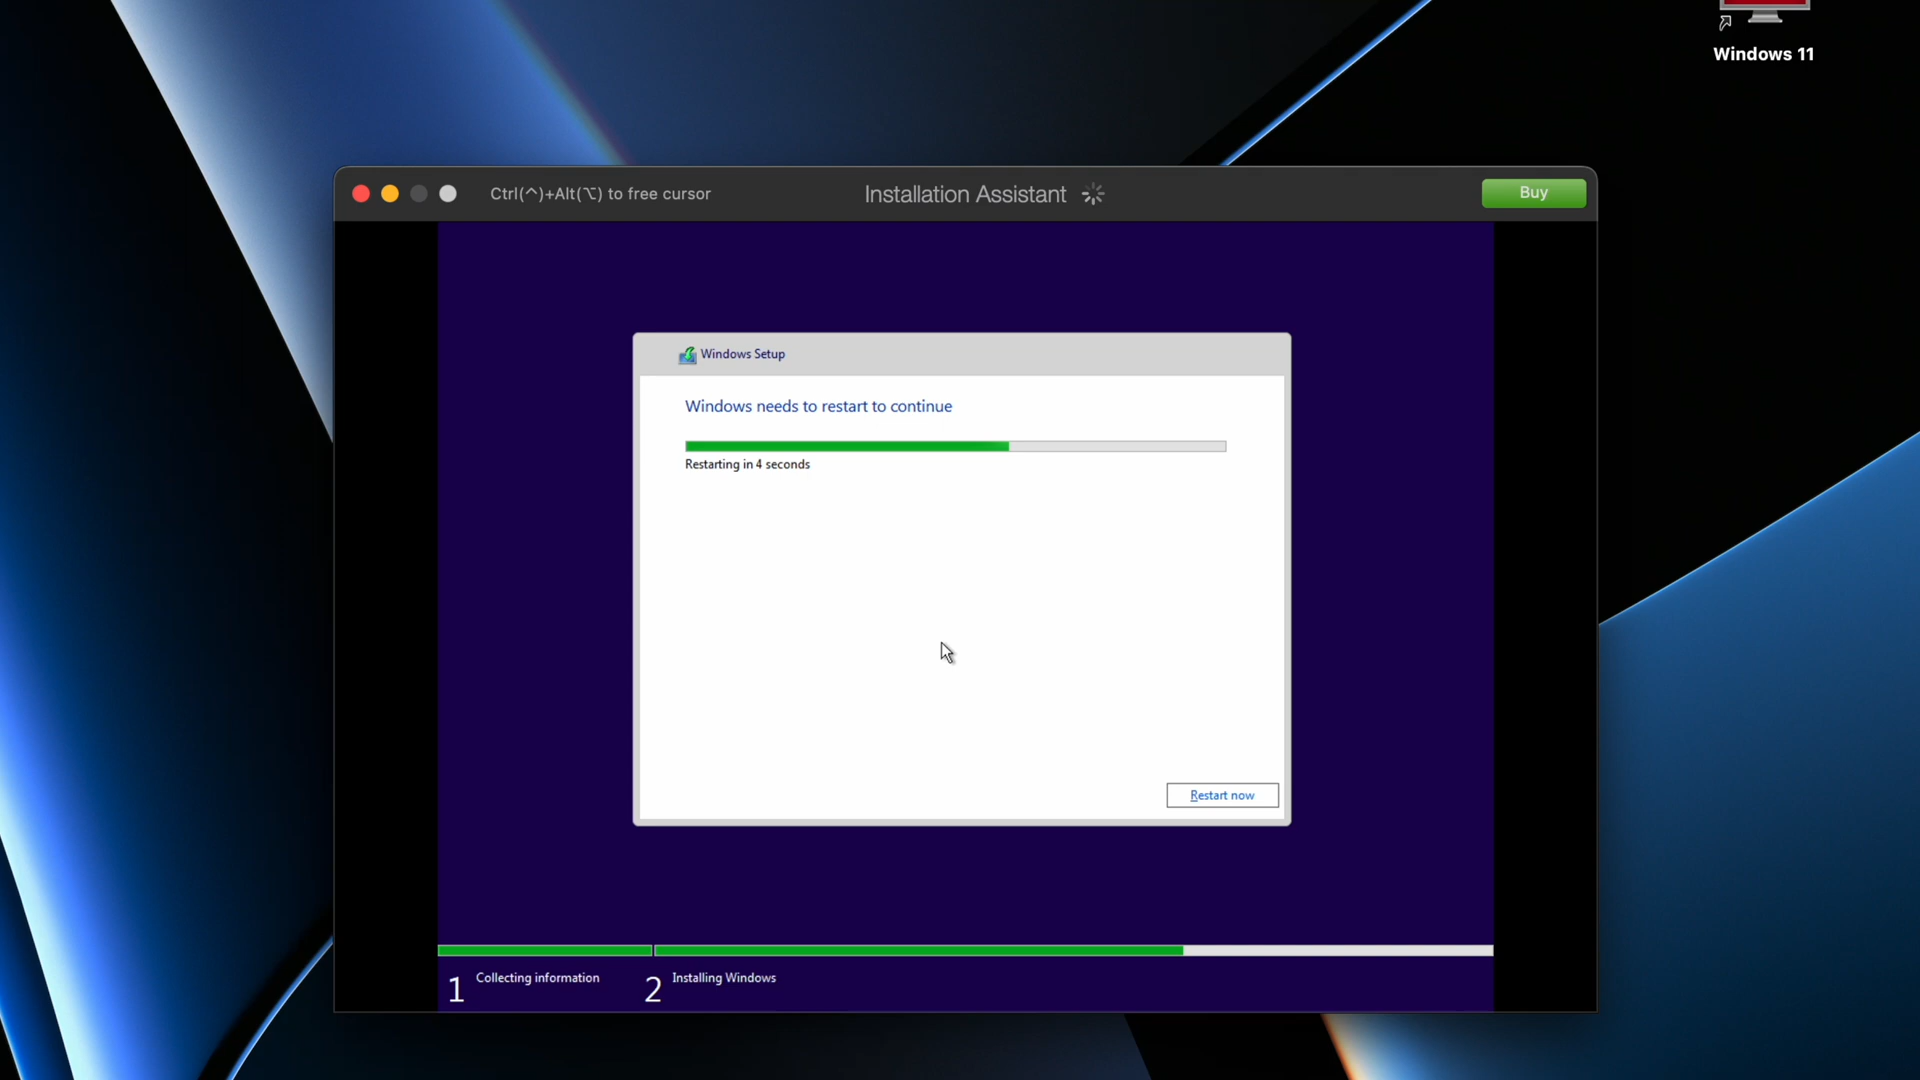 Windows 11
Ctrl(^)+Alt(⌥) to free cursor
Installation Assistant
Buy
Windows Setup
Windows needs to restart to continue
Restarting in 4 seconds
Restart now
1 Collecting information
2 Installing Windows